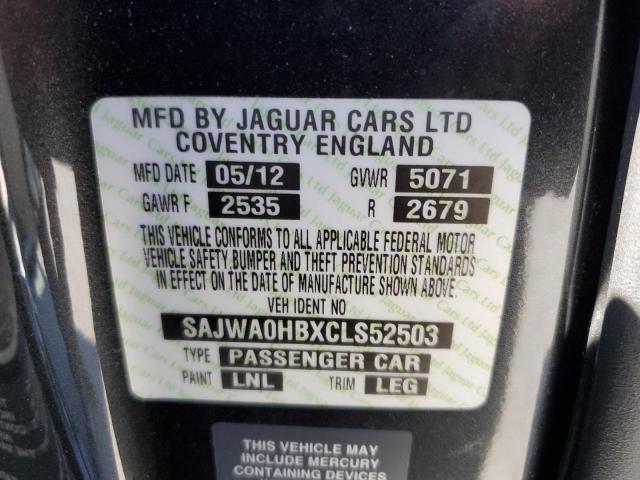 MFD BY JAGUAR CARS LTD
COVENTRY ENGLAND
MFD DATE 05/12 GVWR 5071
GAWR F 2535 R 2679
THIS VEHICLE CONFORMS TO ALL APPLICABLE FEDERAL MOTOR
VEHICLE SAFETY BUMPER AND THEFT PREVENTION STANDARDS
IN EFFECT ON THE DATE OF MANUFACTURE SHOWN ABOVE.
VEH IDENT NO
SAJWA0HBXCLS52503
TYPE PASSENGER CAR
PAINT LNL TRIM LEG
THIS VEHICLE MAY
INCLUDE MERCURY
CONTAINING DEVICES